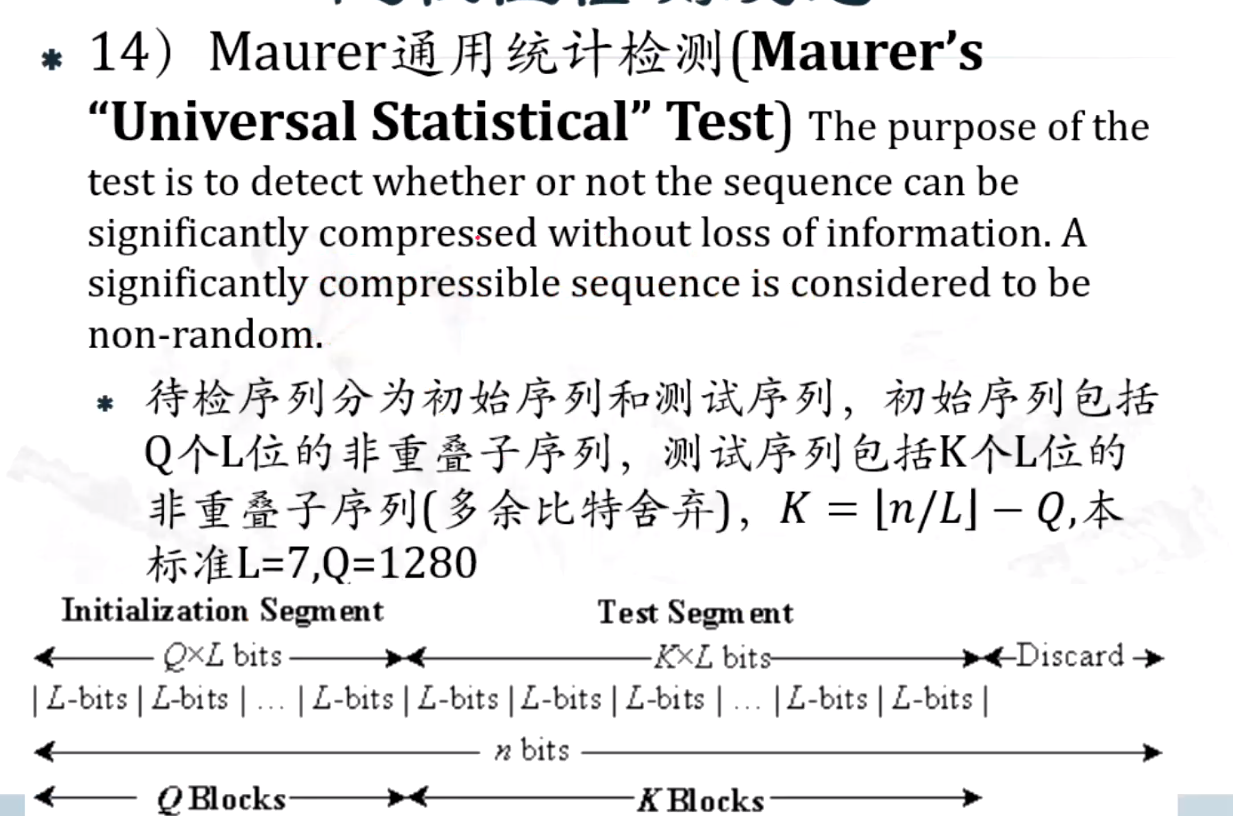 * 14）Maurer通用统计检测(Maurer’s
“Universal Statistical” Test) The purpose of the
test is to detect whether or not the sequence can be
significantly compressed without loss of information. A
significantly compressible sequence is considered to be
non-random.
* 待检序列分为初始序列和测试序列，初始序列包括
Q个L位的非重叠子序列，测试序列包括K个L位的
非重叠子序列(多余比特舍弃)，K = ⌊n/L⌋ − Q,本
标准L=7,Q=1280
Initialization Segment Test Segment
Q×L bits K×L bits Discard
| L-bits | L-bits | ... | L-bits | L-bits | L-bits | L-bits | ... | L-bits | L-bits |
n bits
Q Blocks K Blocks